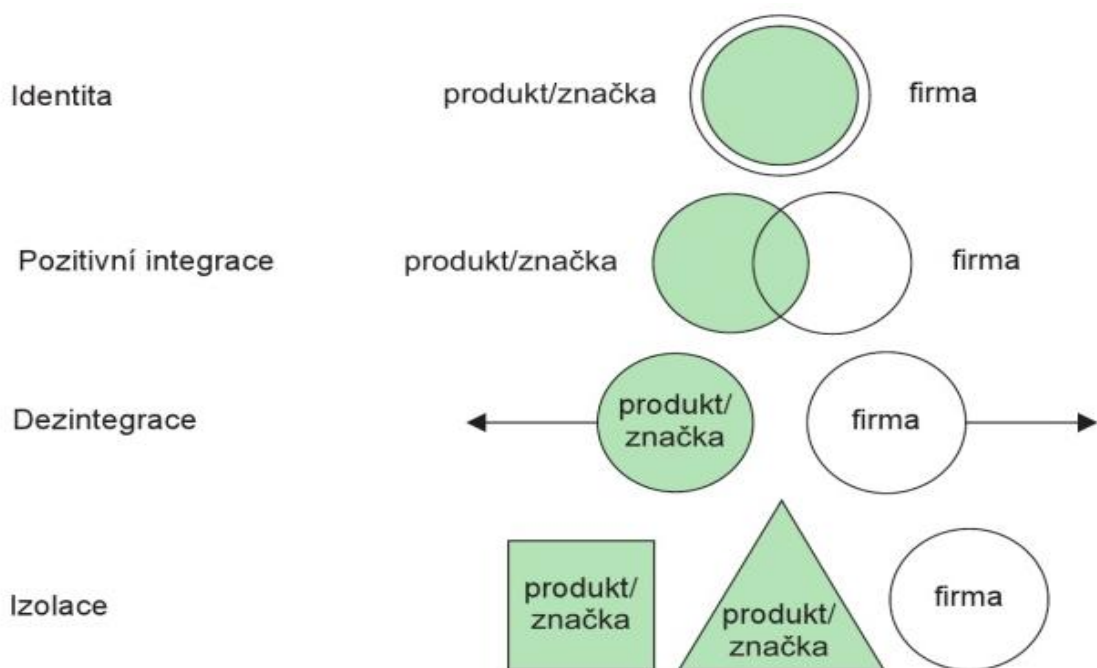 Identita
produkt/značka
firma
Pozitivní integrace
produkt/značka
firma
Dezintegrace
produkt/
značka
firma
Izolace
produkt/
značka
produkt/
značka
firma